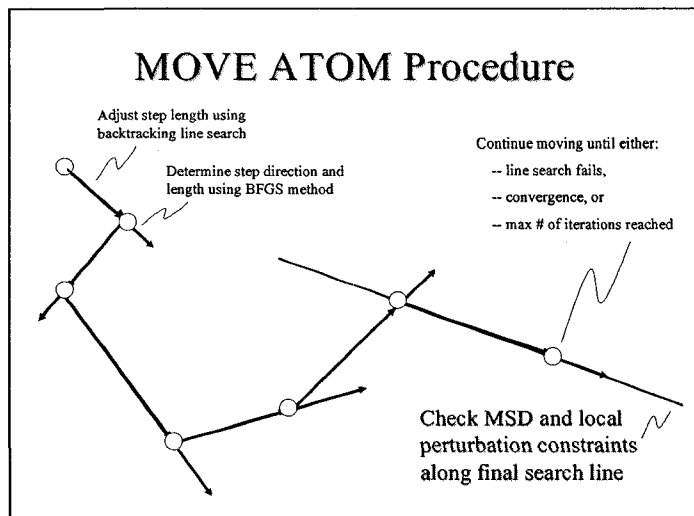 MOVE ATOM Procedure
Adjust step length using
backtracking line search
Determine step direction and
length using BFGS method
Continue moving until either:
-- line search fails,
-- convergence, or
-- max # of iterations reached
Check MSD and local
perturbation constraints
along final search line